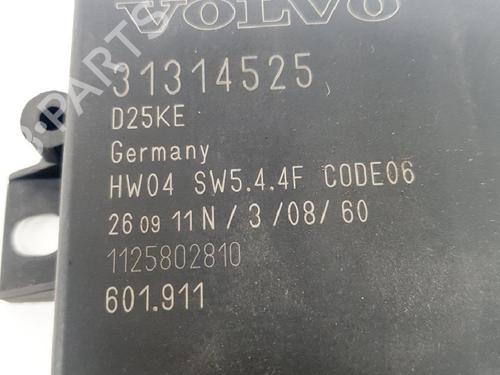 VOLVO
31314525
D25KE
Germany
HW04 SW5.4.4F CODE06
26 09 11 N / 3 / 08 / 60
1125802810
601.911